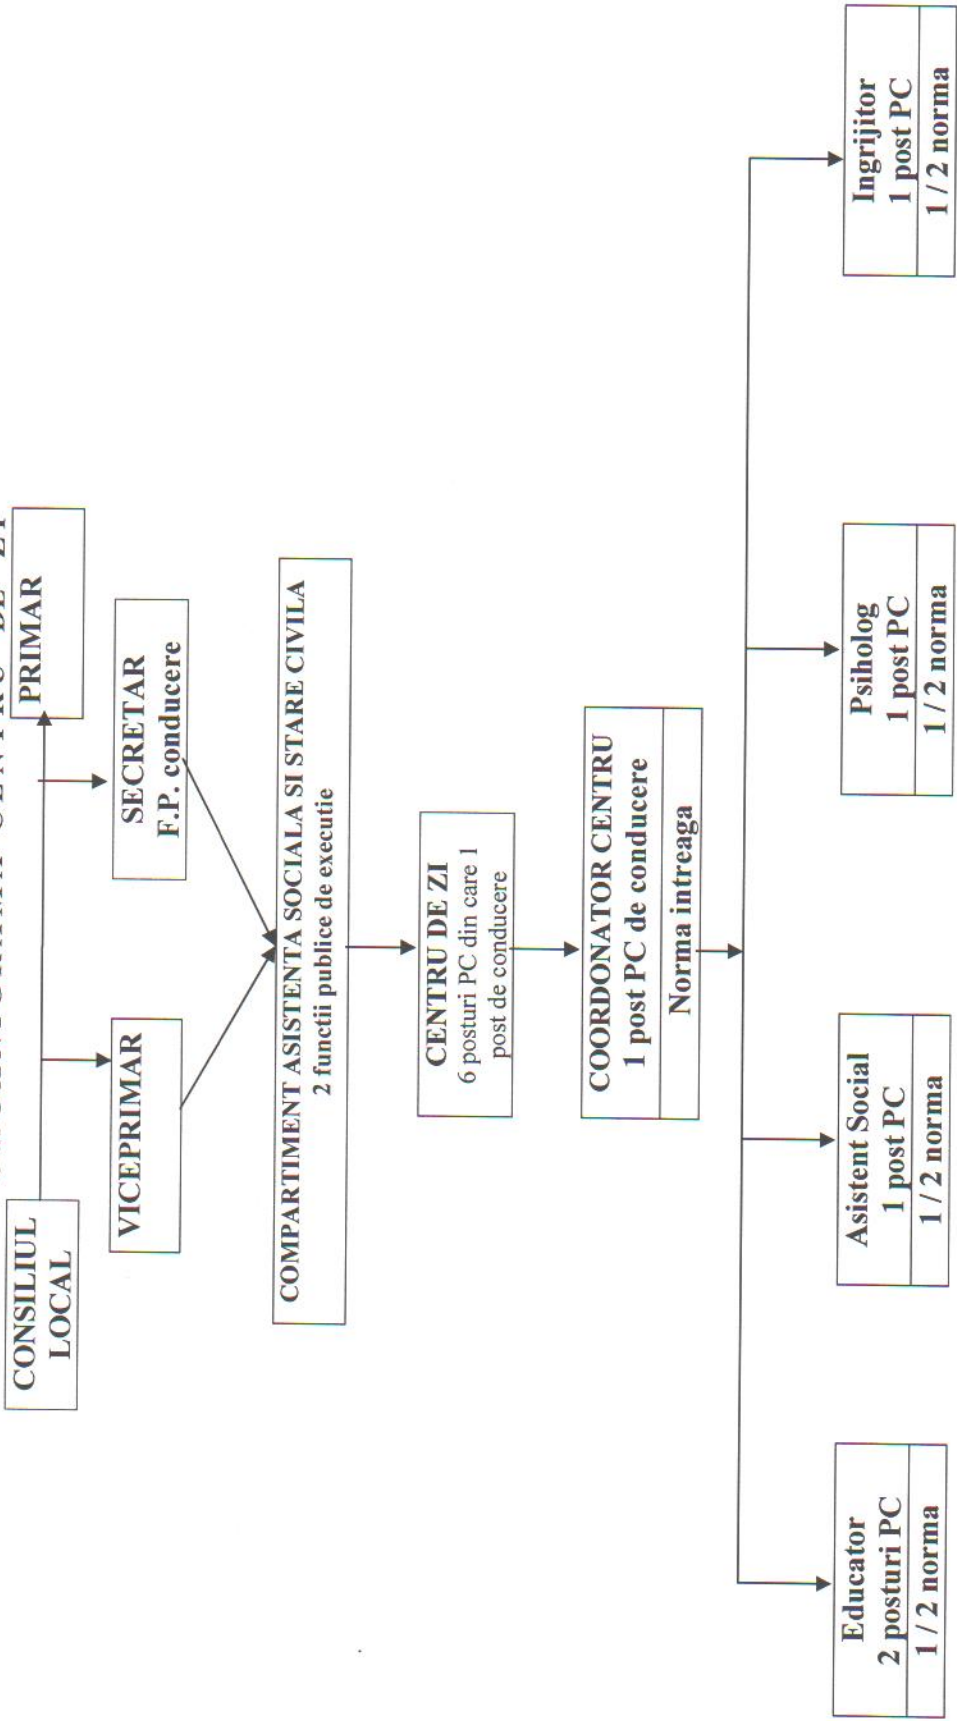 CENTRU DE ZI
CONSILIUL
LOCAL
PRIMAR
VICEPRIMAR
SECRETAR
F.P. conducere
COMPARTIMENT ASISTENTA SOCIALA SI STARE CIVILA
2 functii publice de executie
CENTRU DE ZI
6 posturi PC din care 1
post de conducere
COORDONATOR CENTRU
1 post PC de conducere
Norma intreaga
Educator
2 posturi PC
1 / 2 norma
Asistent Social
1 post PC
1 / 2 norma
Psiholog
1 post PC
1 / 2 norma
Ingrijitor
1 post PC
1 / 2 norma